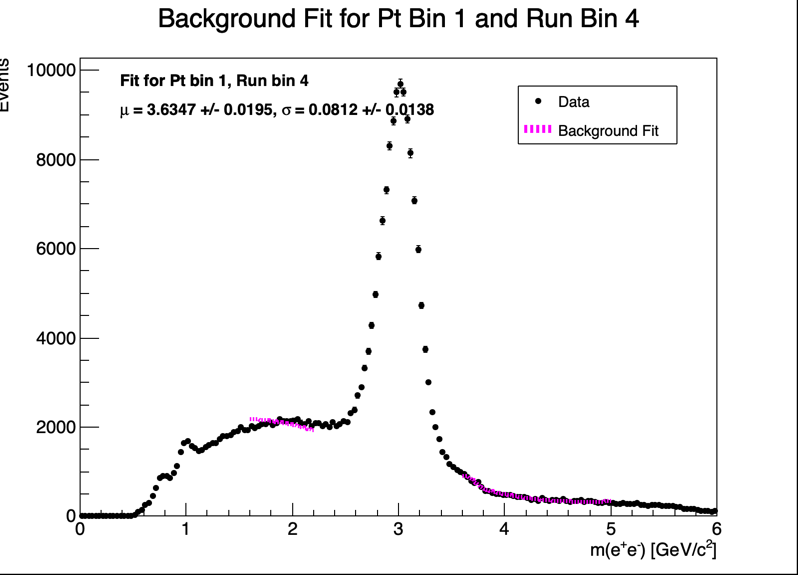 Background Fit for Pt Bin 1 and Run Bin 4
Events
Fit for Pt bin 1, Run bin 4
μ = 3.6347 +/- 0.0195, σ = 0.0812 +/- 0.0138
Data
Background Fit
10000
8000
6000
4000
2000
0
0 1 2 3 4 5 6
m(e⁺e⁻) [GeV/c²]